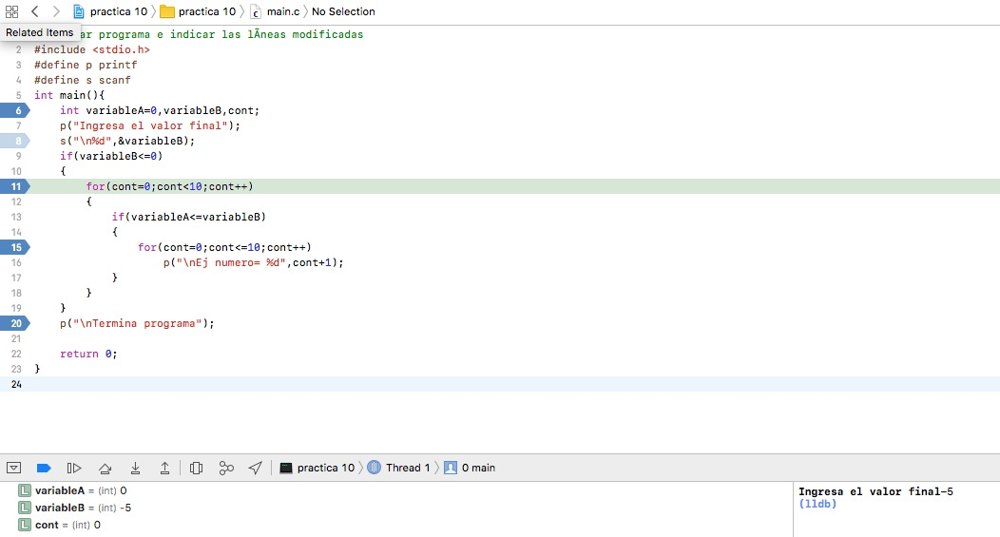 practica 10 practica 10 main.c No Selection
Related Items ar programa e indicar las lÃneas modificadas
2 #include <stdio.h>
3 #define p printf
4 #define s scanf
5 int main(){
6 int variableA=0,variableB,cont;
7 p("Ingresa el valor final");
8 s("\n%d",&variableB);
9 if(variableB<=0)
10 {
11 for(cont=0;cont<10;cont++)
12 {
13 if(variableA<=variableB)
14 {
15 for(cont=0;cont<=10;cont++)
16 p("\nEj numero= %d",cont+1);
17 }
18 }
19 }
20 p("\nTermina programa");
21
22 return 0;
23 }
24
practica 10 Thread 1 0 main
L variableA = (int) 0
L variableB = (int) -5
L cont = (int) 0
Ingresa el valor final-5
(lldb)